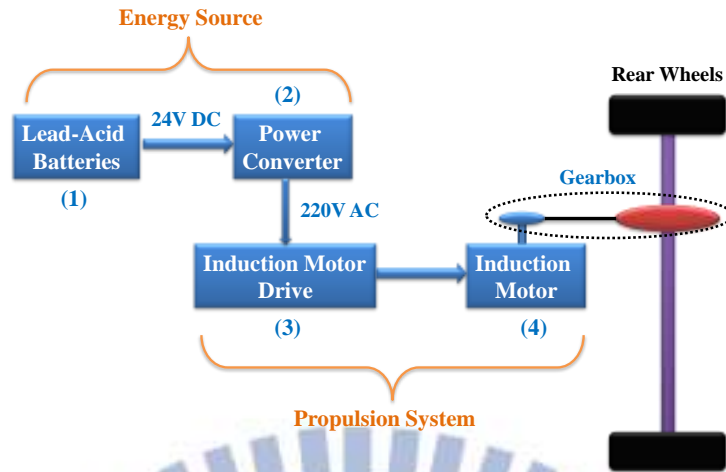 Energy Source
Rear Wheels
(2)
24V DC
Lead-Acid
Batteries
Power
Converter
(1)
Gearbox
220V AC
Induction Motor
Drive
Induction
Motor
(3)
(4)
Propulsion System